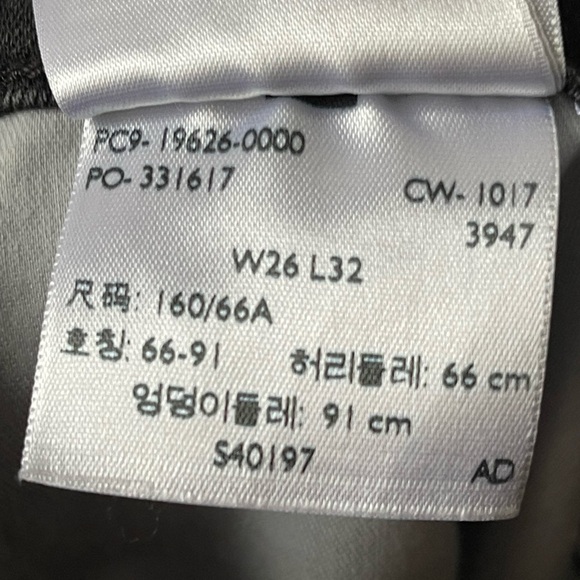 PC9- 19626-0000
PO- 331617
CW- 1017
3947
W26 L32
尺码: 160/66A
호칭: 66-91 허리둘레: 66 cm
엉덩이둘레: 91 cm
S40197 AD